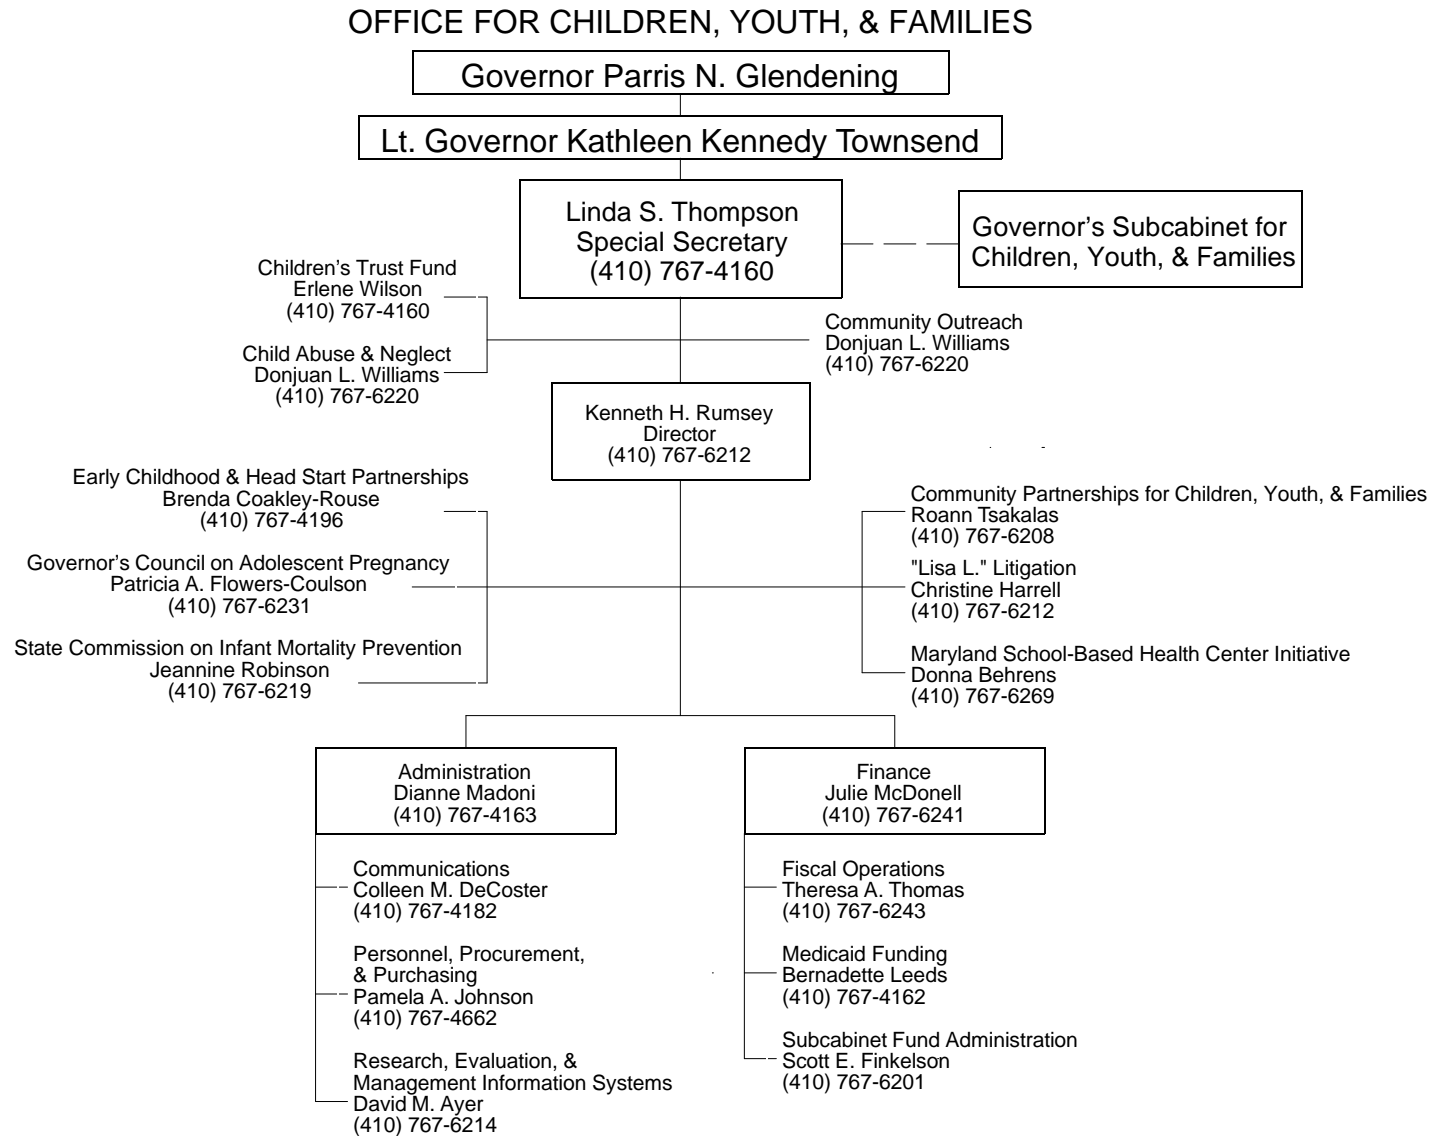 OFFICE FOR CHILDREN, YOUTH, & FAMILIES
Governor Parris N. Glendening
Lt. Governor Kathleen Kennedy Townsend
Linda S. Thompson
Special Secretary
(410) 767-4160
Governor's Subcabinet for
Children, Youth, & Families
Children's Trust Fund
Erlene Wilson
(410) 767-4160
Child Abuse & Neglect
Donjuan L. Williams
(410) 767-6220
Community Outreach
Donjuan L. Williams
(410) 767-6220
Kenneth H. Rumsey
Director
(410) 767-6212
Early Childhood & Head Start Partnerships
Brenda Coakley-Rouse
(410) 767-4196
Governor's Council on Adolescent Pregnancy
Patricia A. Flowers-Coulson
(410) 767-6231
State Commission on Infant Mortality Prevention
Jeannine Robinson
(410) 767-6219
Community Partnerships for Children, Youth, & Families
Roann Tsakalas
(410) 767-6208
"Lisa L." Litigation
Christine Harrell
(410) 767-6212
Maryland School-Based Health Center Initiative
Donna Behrens
(410) 767-6269
Administration
Dianne Madoni
(410) 767-4163
Communications
Colleen M. DeCoster
(410) 767-4182
Personnel, Procurement,
& Purchasing
Pamela A. Johnson
(410) 767-4662
Research, Evaluation, &
Management Information Systems
David M. Ayer
(410) 767-6214
Finance
Julie McDonell
(410) 767-6241
Fiscal Operations
Theresa A. Thomas
(410) 767-6243
Medicaid Funding
Bernadette Leeds
(410) 767-4162
Subcabinet Fund Administration
Scott E. Finkelson
(410) 767-6201